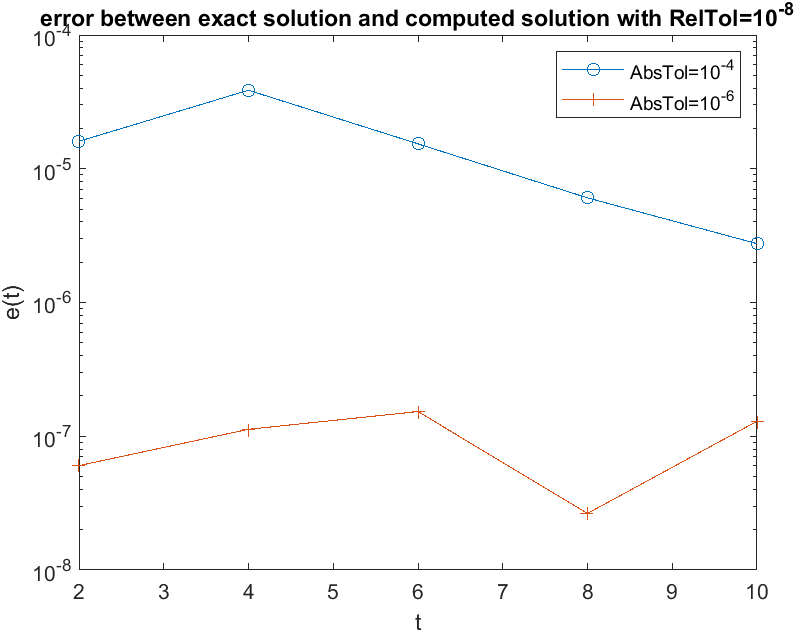 error between exact solution and computed solution with RelTol=10^-8
AbsTol=10^-4
AbsTol=10^-6
10^-4
10^-5
10^-6
10^-7
10^-8
e(t)
2 3 4 5 6 7 8 9 10
t